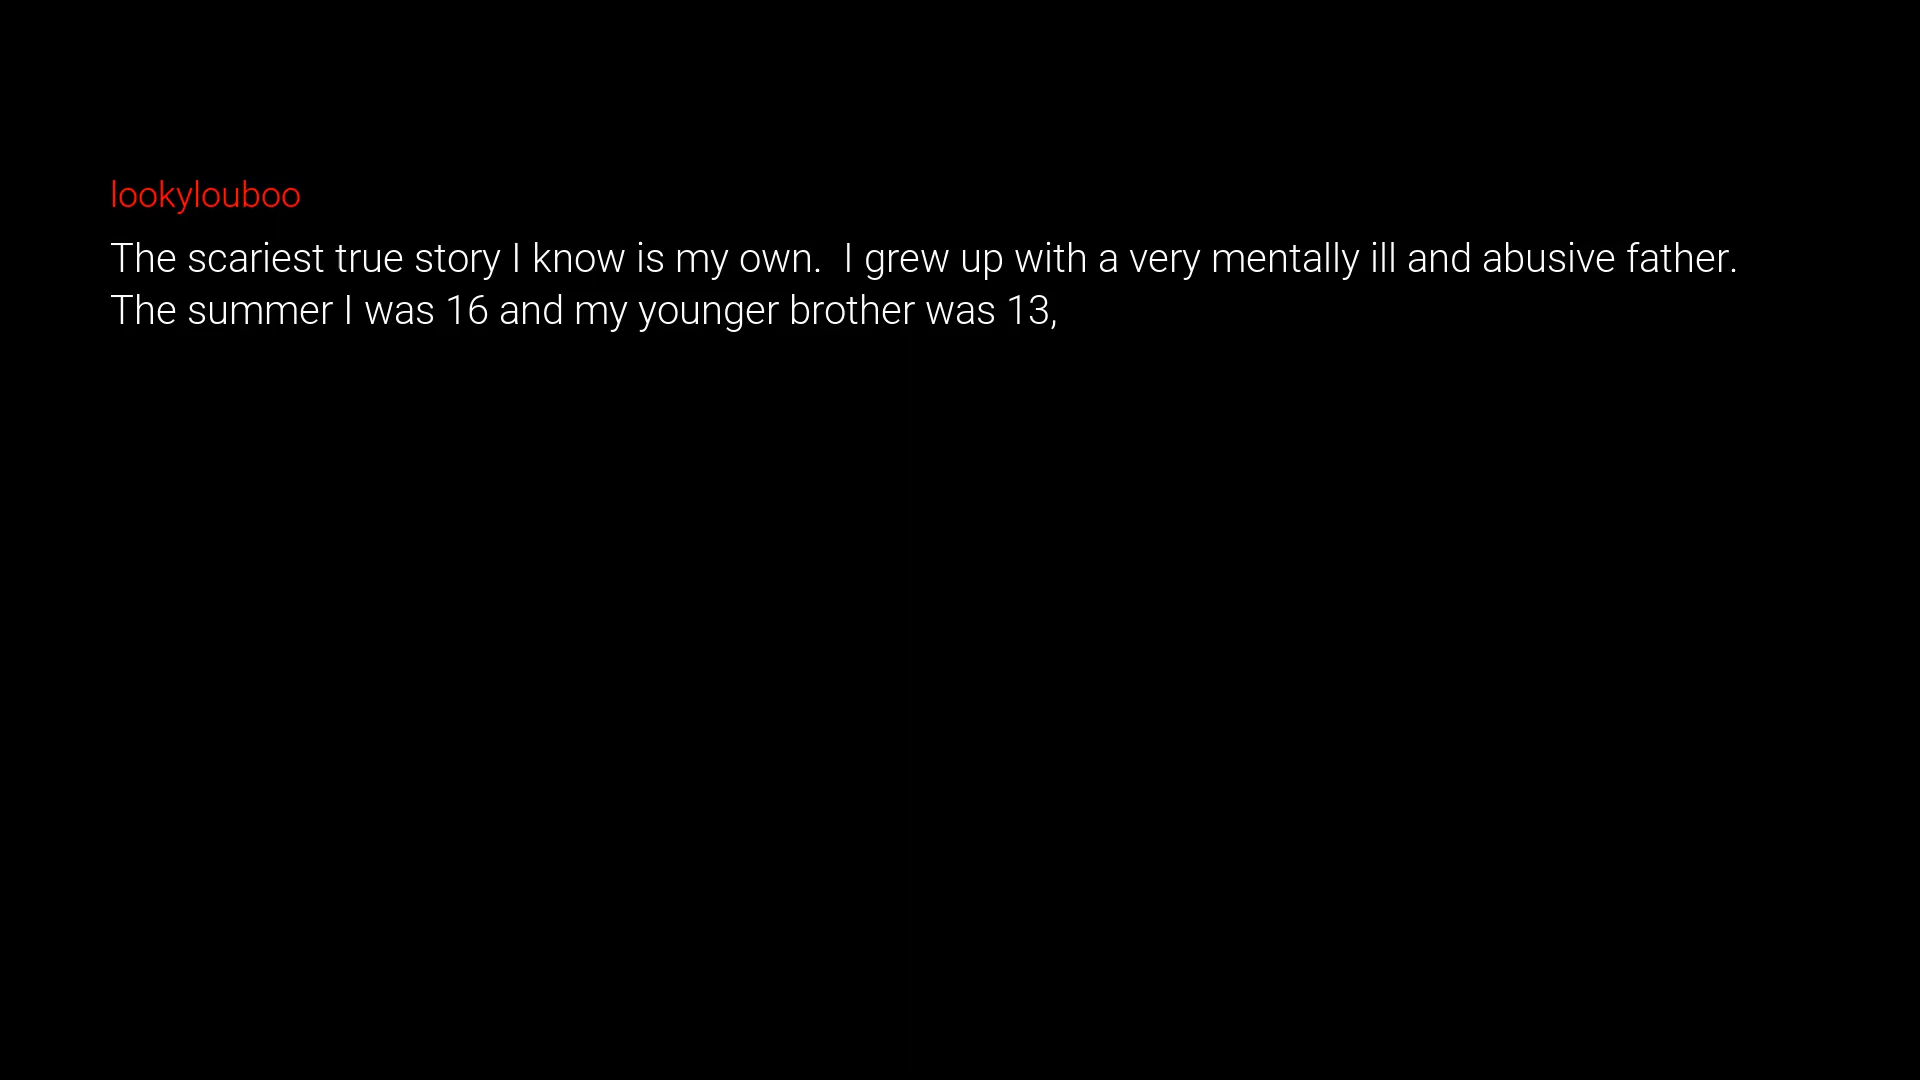 lookylouboo
The scariest true story I know is my own.  I grew up with a very mentally ill and abusive father.
The summer I was 16 and my younger brother was 13,